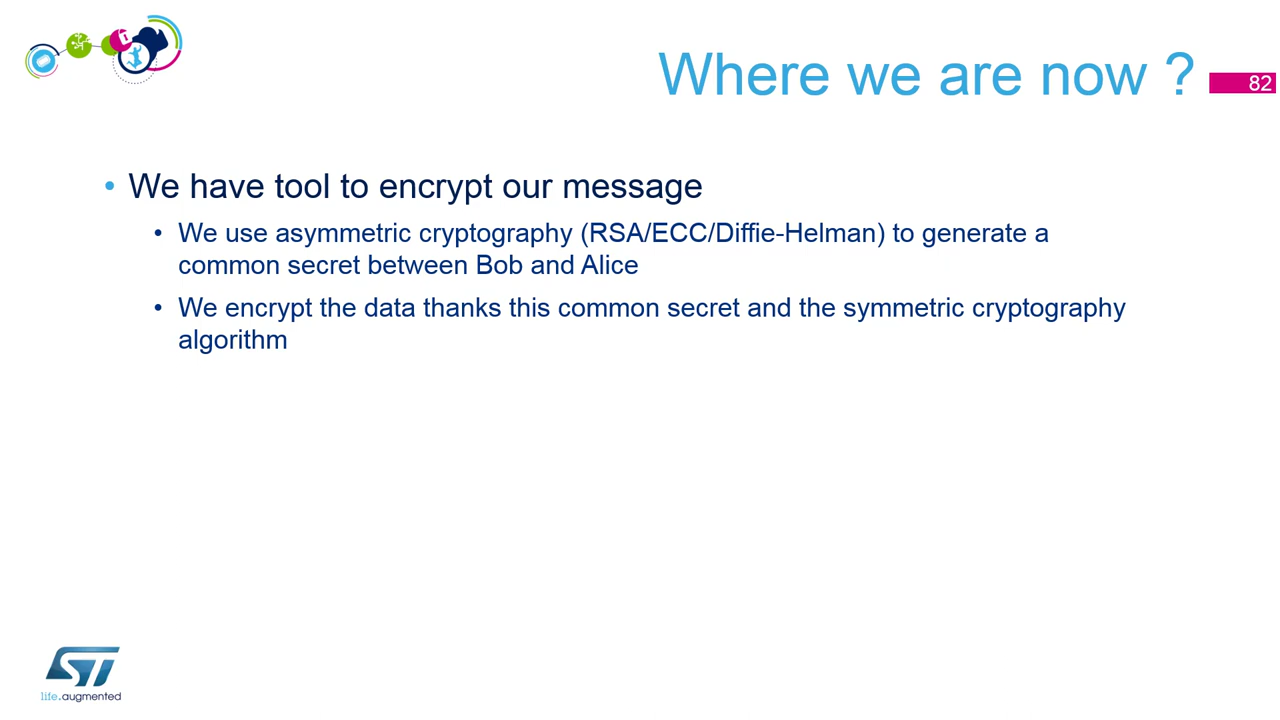 Where we are now ?
82
• We have tool to encrypt our message
• We use asymmetric cryptography (RSA/ECC/Diffie-Helman) to generate a
common secret between Bob and Alice
• We encrypt the data thanks this common secret and the symmetric cryptography
algorithm
ST
life.augmented